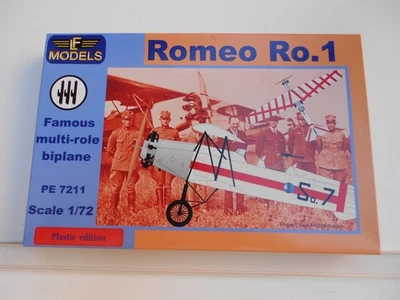 LF
MODELS
Romeo Ro.1
Famous
multi-role
biplane
PE 7211
Scale 1/72
Plastic edition
S.7